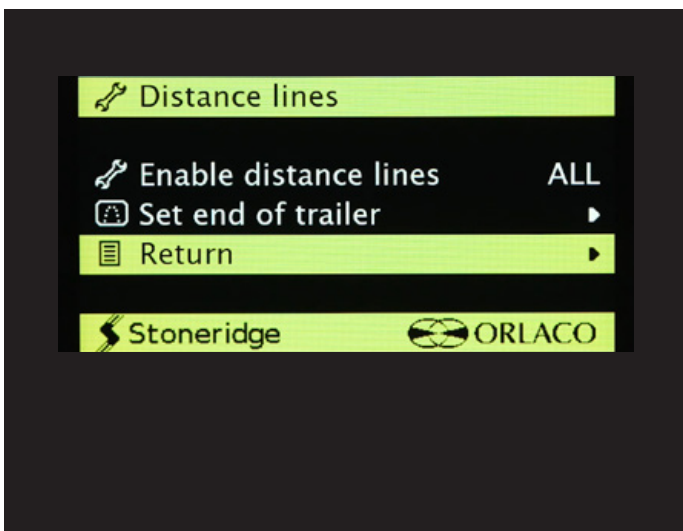 Distance lines
Enable distance lines ALL
Set end of trailer
Return
Stoneridge ORLACO